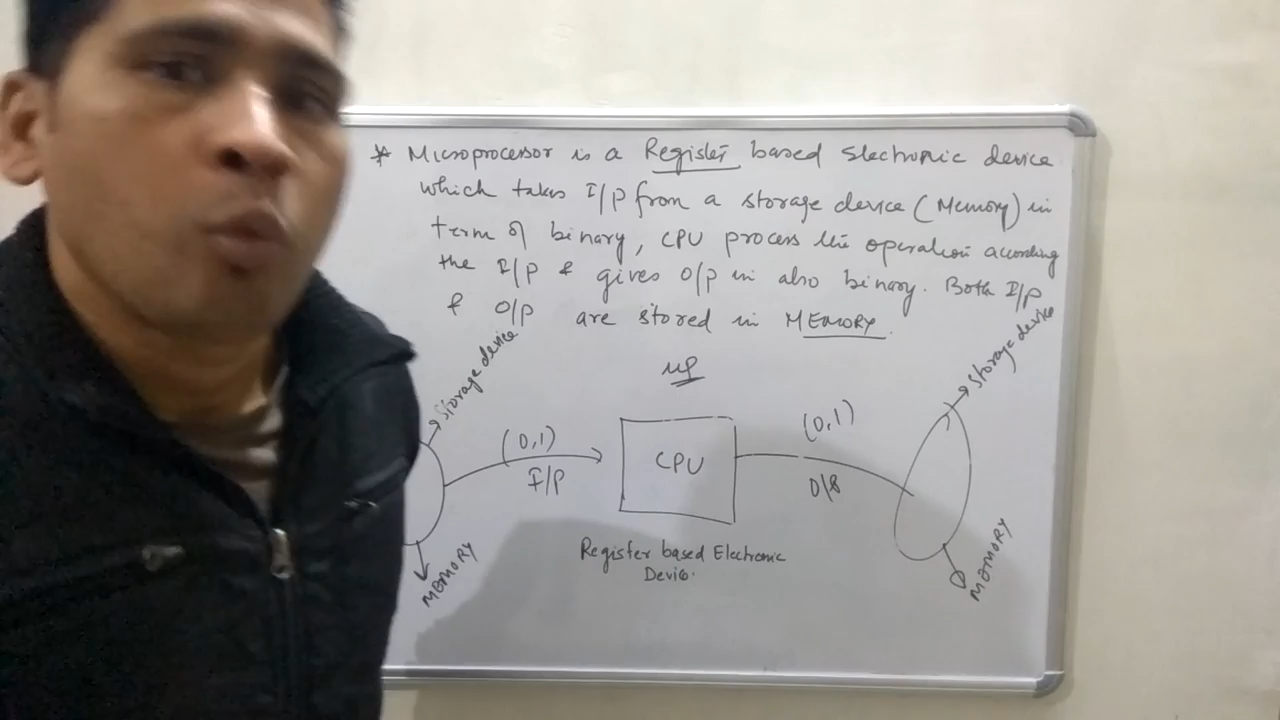 * Microprocessor is a Register based Electronic device
which takes I/P from a storage device (Memory) in
term of binary, CPU process the operation according
the I/P & gives O/P in also binary. Both I/P
& O/P are stored in MEMORY.
μP
storage device
(0,1)
I/P
MEMORY
CPU
Register based Electronic
Device.
(0,1)
storage device
MEMORY